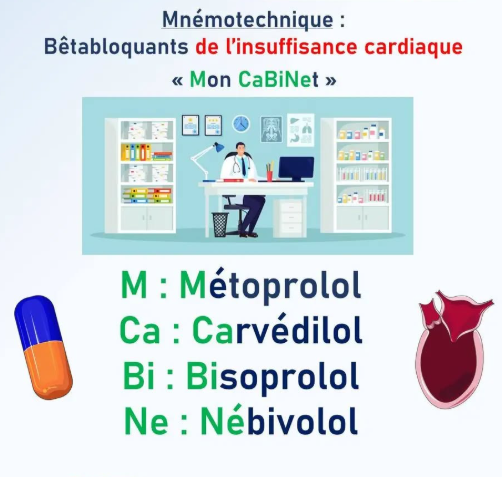 Mnémotechnique :
Bêtabloquants de l'insuffisance cardiaque
« Mon CaBiNet »
M : Métoprolol
Ca : Carvédilol
Bi : Bisoprolol
Ne : Nébivolol